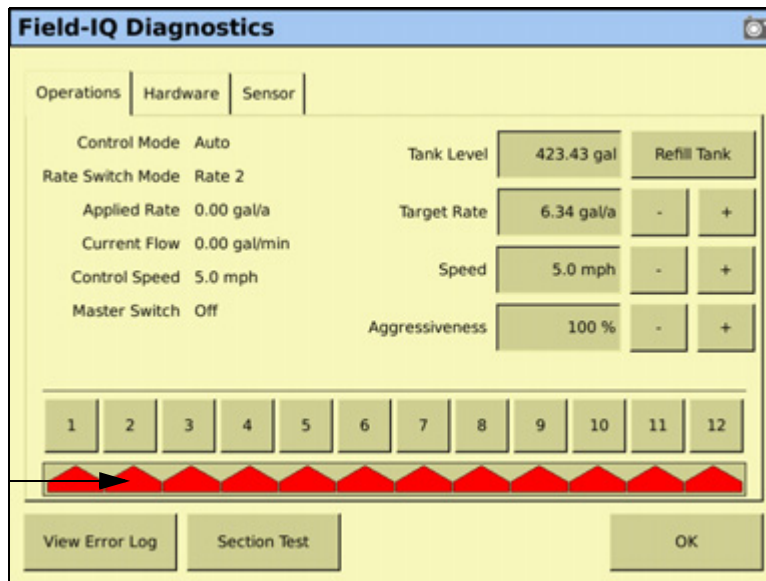 Field-IQ Diagnostics
Operations Hardware Sensor
Control Mode Auto
Rate Switch Mode Rate 2
Applied Rate 0.00 gal/a
Current Flow 0.00 gal/min
Control Speed 5.0 mph
Master Switch Off
Tank Level 423.43 gal Refill Tank
Target Rate 6.34 gal/a - +
Speed 5.0 mph - +
Aggressiveness 100 % - +
1 2 3 4 5 6 7 8 9 10 11 12
View Error Log Section Test OK